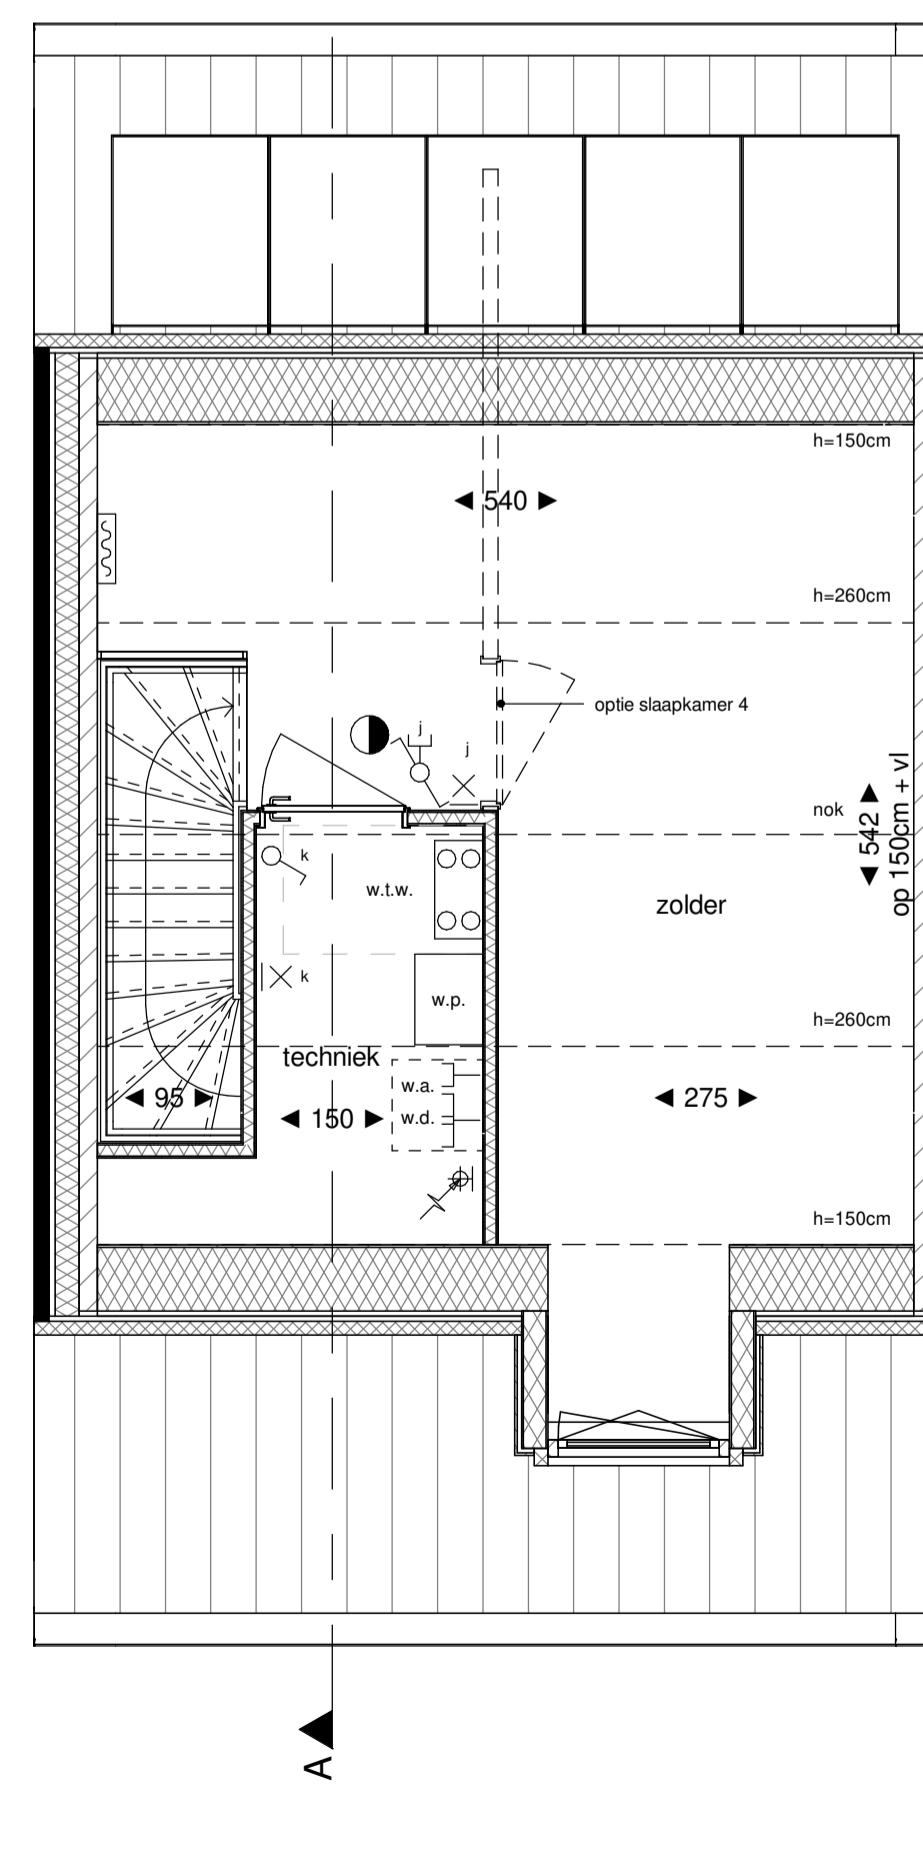 h=150cm
540
h=260cm
optie slaapkamer 4
j
j
nok
542
op 150cm + vl
k
w.t.w.
zolder
k
w.p.
h=260cm
techniek
w.a.
95
150
w.d.
275
h=150cm
A